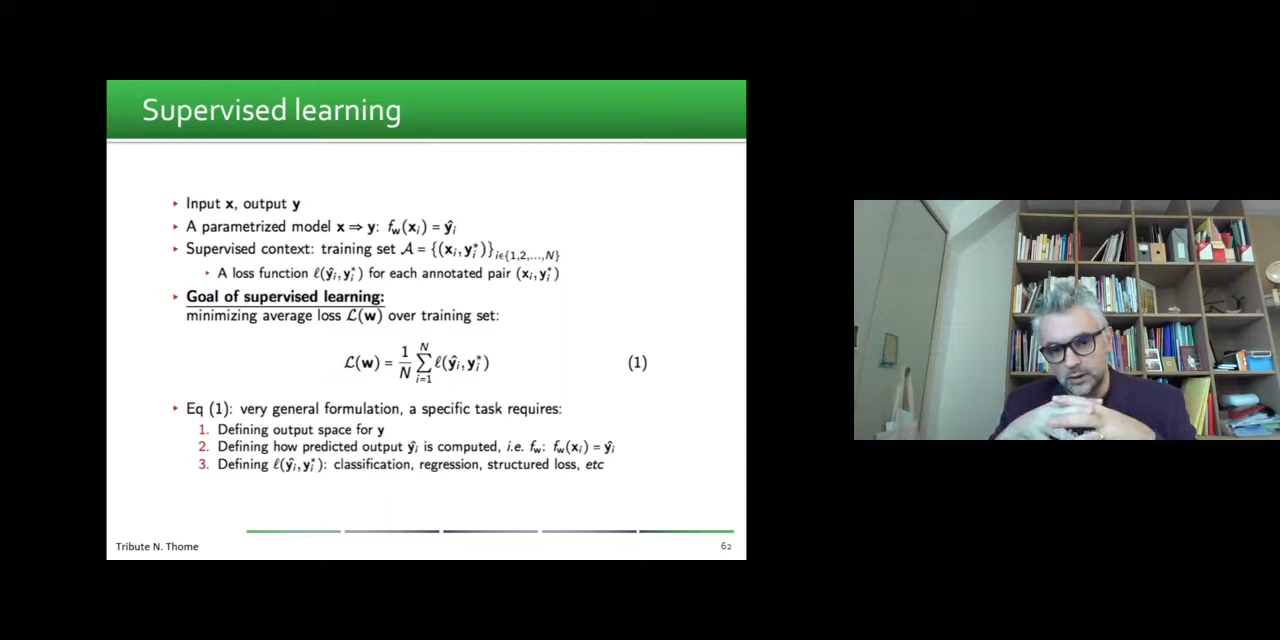 Supervised learning
▸ Input x, output y
▸ A parametrized model x ⇒ y: f_w(x_i) = ŷ_i
▸ Supervised context: training set 𝒜 = {(x_i, y_i^*)}_{i∈{1,2,...,N}}
▸ A loss function ℓ(ŷ_i, y_i^*) for each annotated pair (x_i, y_i^*)
▸ Goal of supervised learning:
minimizing average loss ℒ(w) over training set:
ℒ(w) = 1/N ∑_{i=1}^{N} ℓ(ŷ_i, y_i^*) (1)
▸ Eq (1): very general formulation, a specific task requires:
1. Defining output space for y
2. Defining how predicted output ŷ_i is computed, i.e. f_w: f_w(x_i) = ŷ_i
3. Defining ℓ(ŷ_i, y_i^*): classification, regression, structured loss, etc
Tribute N. Thome
62